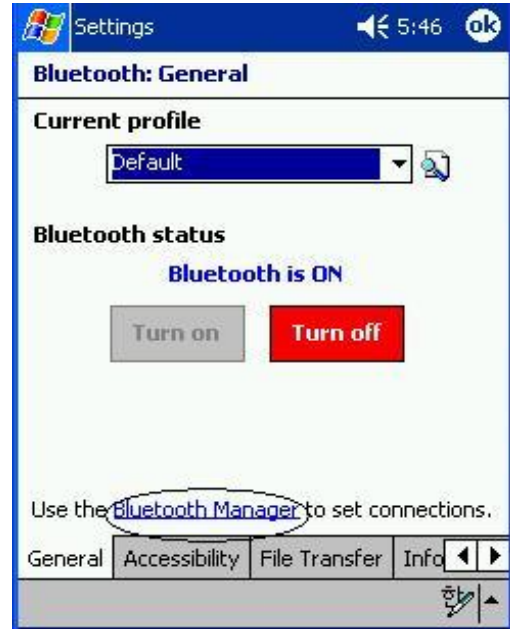 Settings 5:46 ok
Bluetooth: General
Current profile
Default
Bluetooth status
Bluetooth is ON
Turn on Turn off
Use the Bluetooth Manager to set connections.
General Accessibility File Transfer Info
한